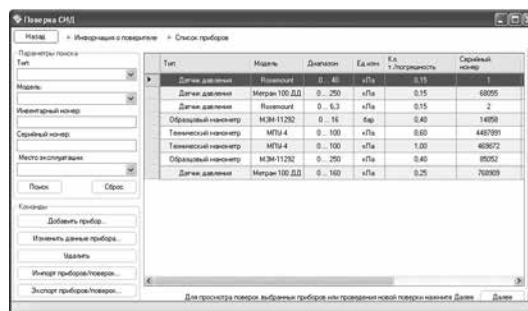 Поверка СИД
Назад » Информация о поверителе » Список приборов
Параметры поиска
Тип:
Модель:
Инвентарный номер:
Серийный номер:
Место эксплуатации:
Поиск Сброс
Команды
Добавить прибор...
Изменить данные прибора...
Удалить
Импорт приборов/поверок...
Экспорт приборов/поверок...
Тип Модель Диапазон Ед.изм. Кл. т./погрешность Серийный номер
Датчик давления Rosemount 0 ... 40 кПа 0,15 1
Датчик давления Метран 100 ДД 0 ... 250 кПа 0,15 68095
Датчик давления Rosemount 0 ... 6,3 кПа 0,15 2
Образцовый манометр МЭМ-11292 0 ... 16 бар 0,40 14858
Технический манометр МПУ-4 0 ... 100 кПа 0,60 4487891
Технический манометр МПУ-4 0 ... 100 кПа 1,00 469672
Образцовый манометр МЭМ-11292 0 ... 250 кПа 0,40 85052
Датчик давления Метран 100 ДД 0 ... 160 кПа 0,25 768909
Для просмотра поверок выбранных приборов или проведения новой поверки нажмите Далее Далее